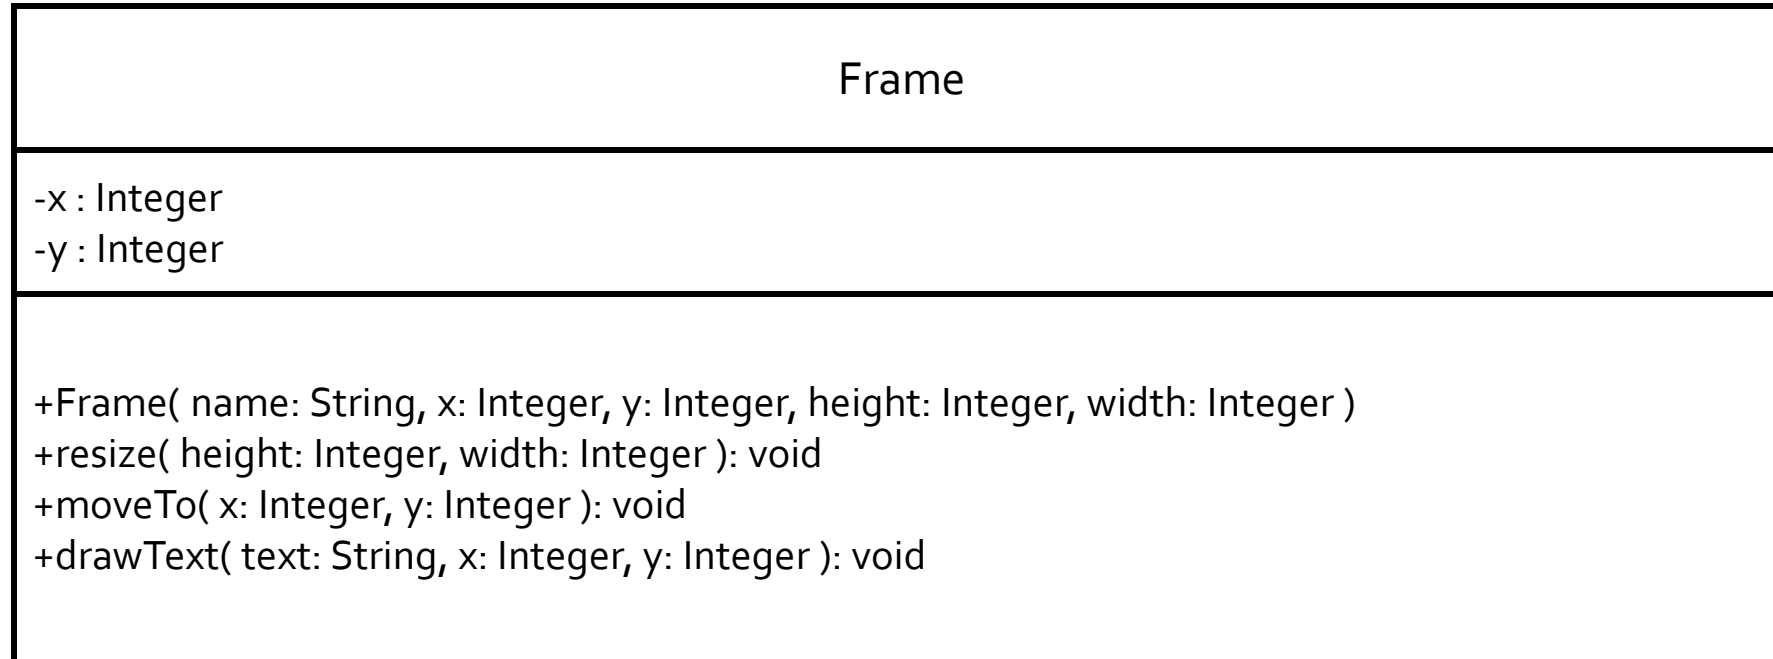 Frame
-x : Integer
-y : Integer
+Frame( name: String, x: Integer, y: Integer, height: Integer, width: Integer )
+resize( height: Integer, width: Integer ): void
+moveTo( x: Integer, y: Integer ): void
+drawText( text: String, x: Integer, y: Integer ): void